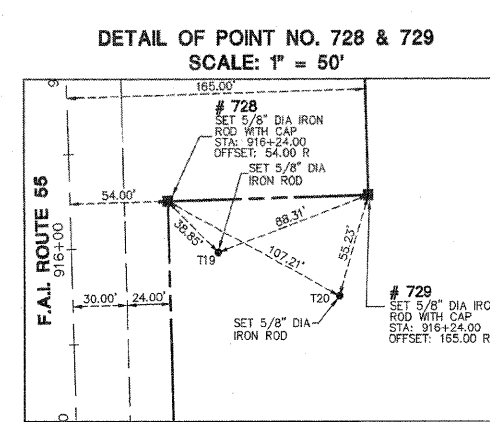 DETAIL OF POINT NO. 728 & 729
SCALE: 1" = 50'
165.00'
# 728
SET 5/8" DIA IRON
ROD WITH CAP
STA: 916+24.00
OFFSET: 54.00 R
SET 5/8" DIA
IRON ROD
54.00'
38.85'
88.31'
107.21'
55.23'
T19
T20
F.A.I. ROUTE 55
916+00
30.00'
24.00'
SET 5/8" DIA
IRON ROD
# 729
SET 5/8" DIA IRO
ROD WITH CAP
STA: 916+24.00
OFFSET: 165.00 R